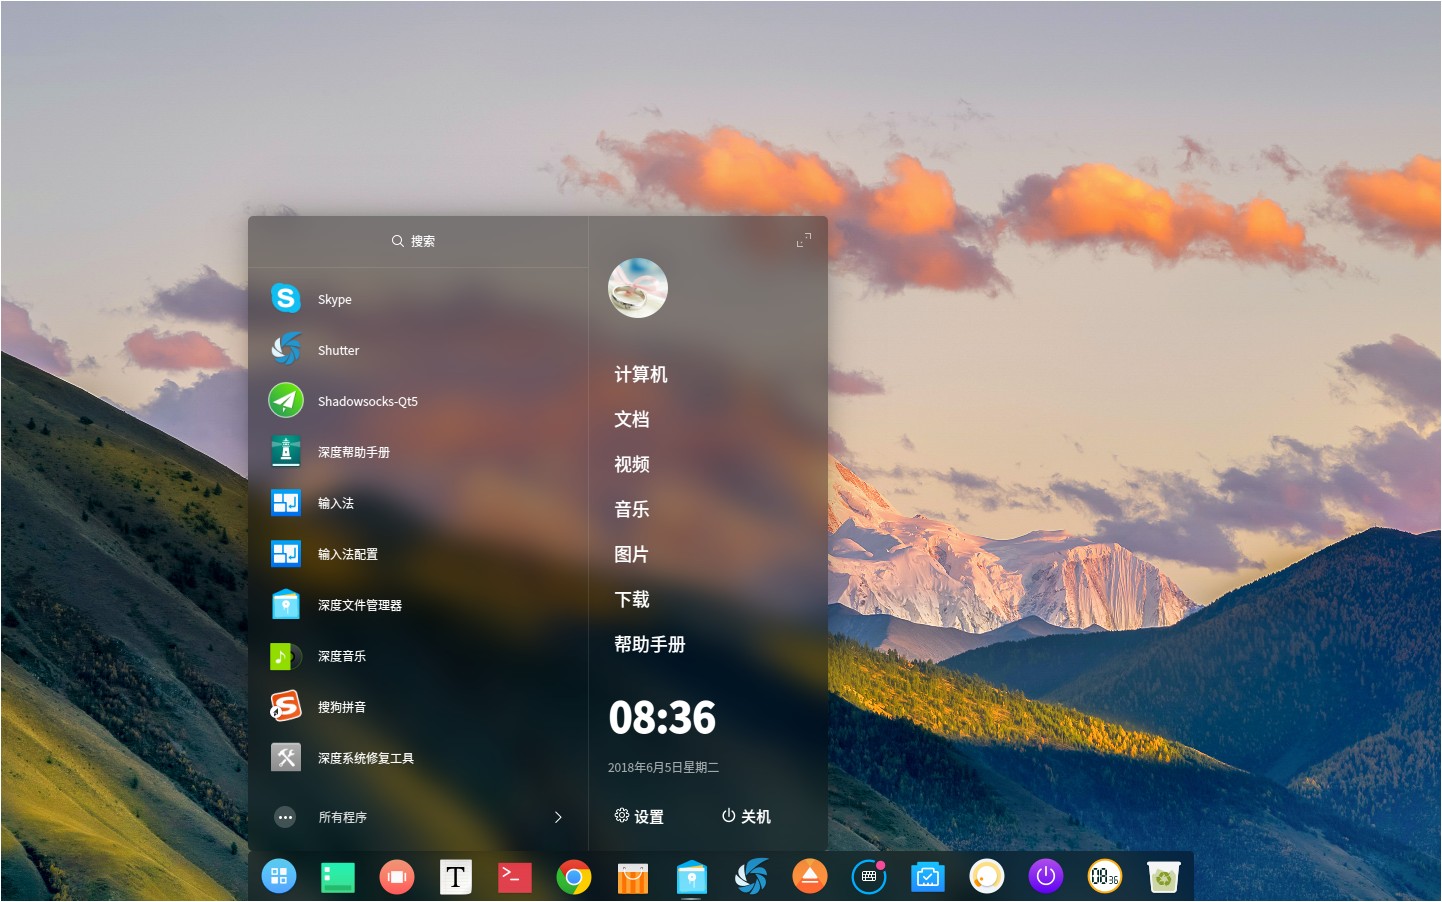 搜索
Skype
Shutter
Shadowsocks-Qt5
深度帮助手册
输入法
输入法配置
深度文件管理器
深度音乐
搜狗拼音
深度系统修复工具
所有程序
计算机
文档
视频
音乐
图片
下载
帮助手册
08:36
2018年6月5日星期二
设置
关机
T
08 36